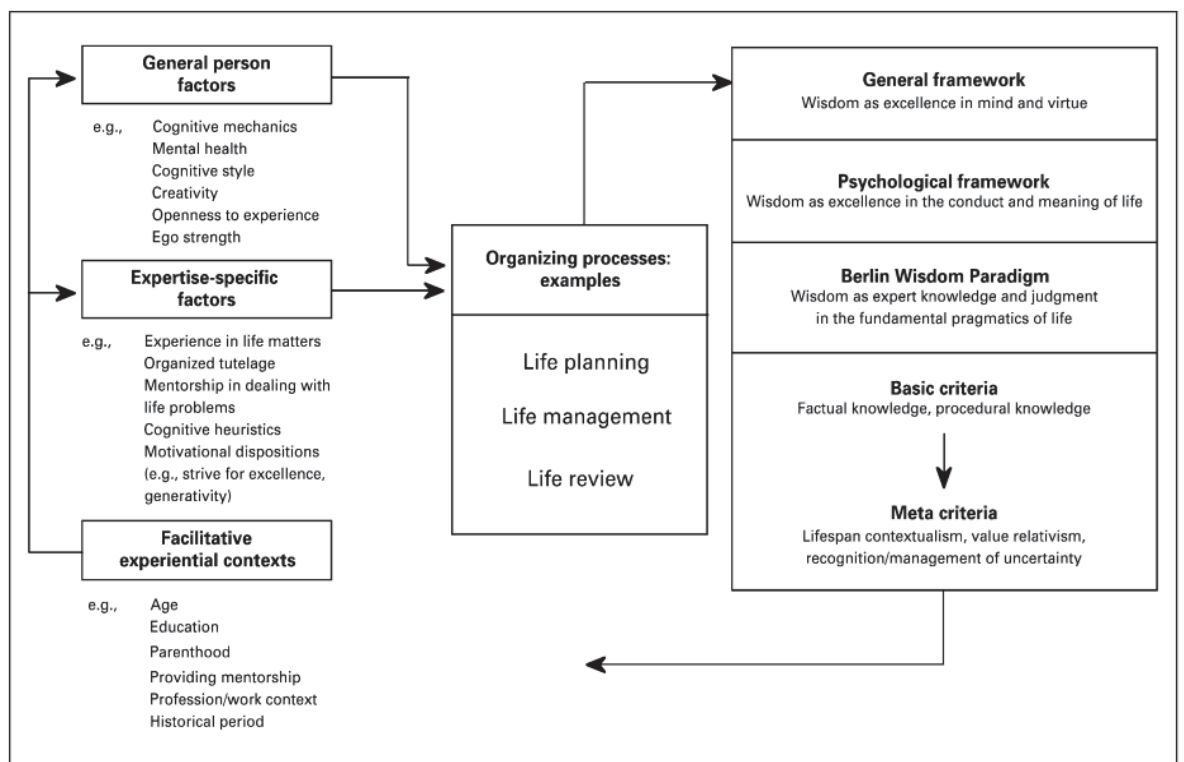 General person
factors
e.g., Cognitive mechanics
Mental health
Cognitive style
Creativity
Openness to experience
Ego strength
Expertise-specific
factors
e.g., Experience in life matters
Organized tutelage
Mentorship in dealing with
life problems
Cognitive heuristics
Motivational dispositions
(e.g., strive for excellence,
generativity)
Facilitative
experiential contexts
e.g., Age
Education
Parenthood
Providing mentorship
Profession/work context
Historical period
Organizing processes:
examples
Life planning
Life management
Life review
General framework
Wisdom as excellence in mind and virtue
Psychological framework
Wisdom as excellence in the conduct and meaning of life
Berlin Wisdom Paradigm
Wisdom as expert knowledge and judgment
in the fundamental pragmatics of life
Basic criteria
Factual knowledge, procedural knowledge
Meta criteria
Lifespan contextualism, value relativism,
recognition/management of uncertainty